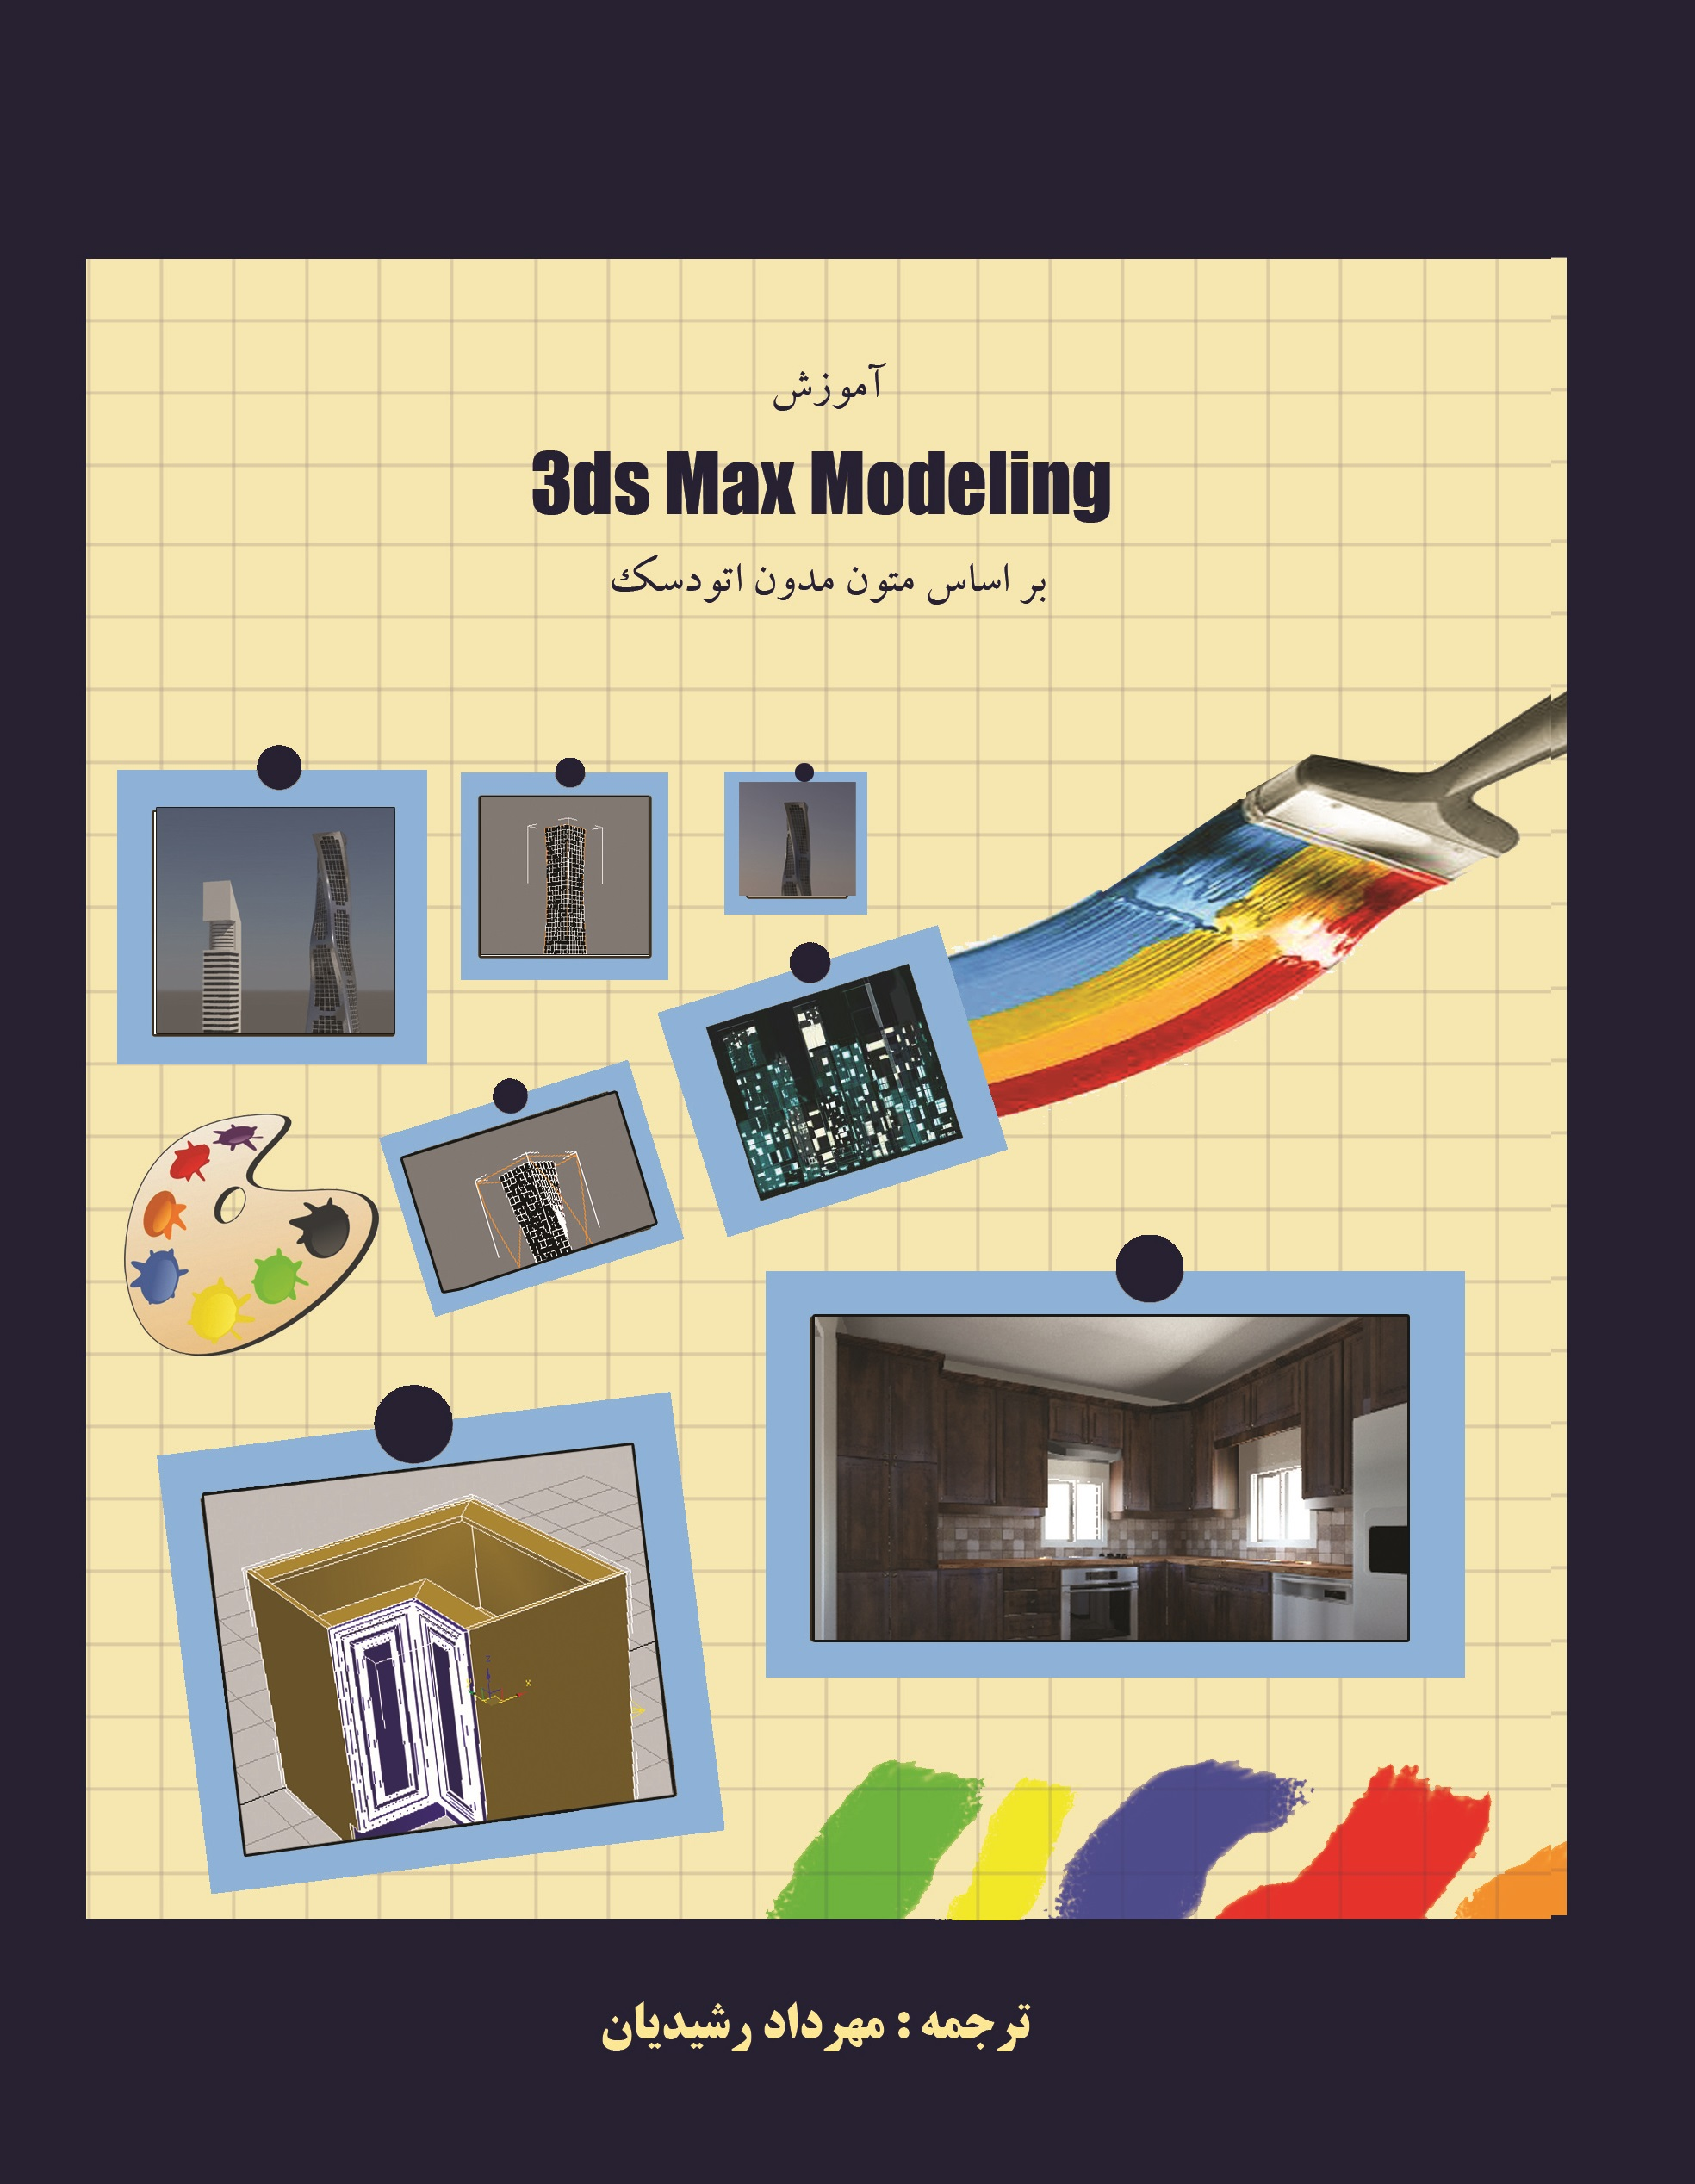 آموزش
3ds Max Modeling
بر اساس متون مدون اتودسک
ترجمه : مهرداد رشیدیان